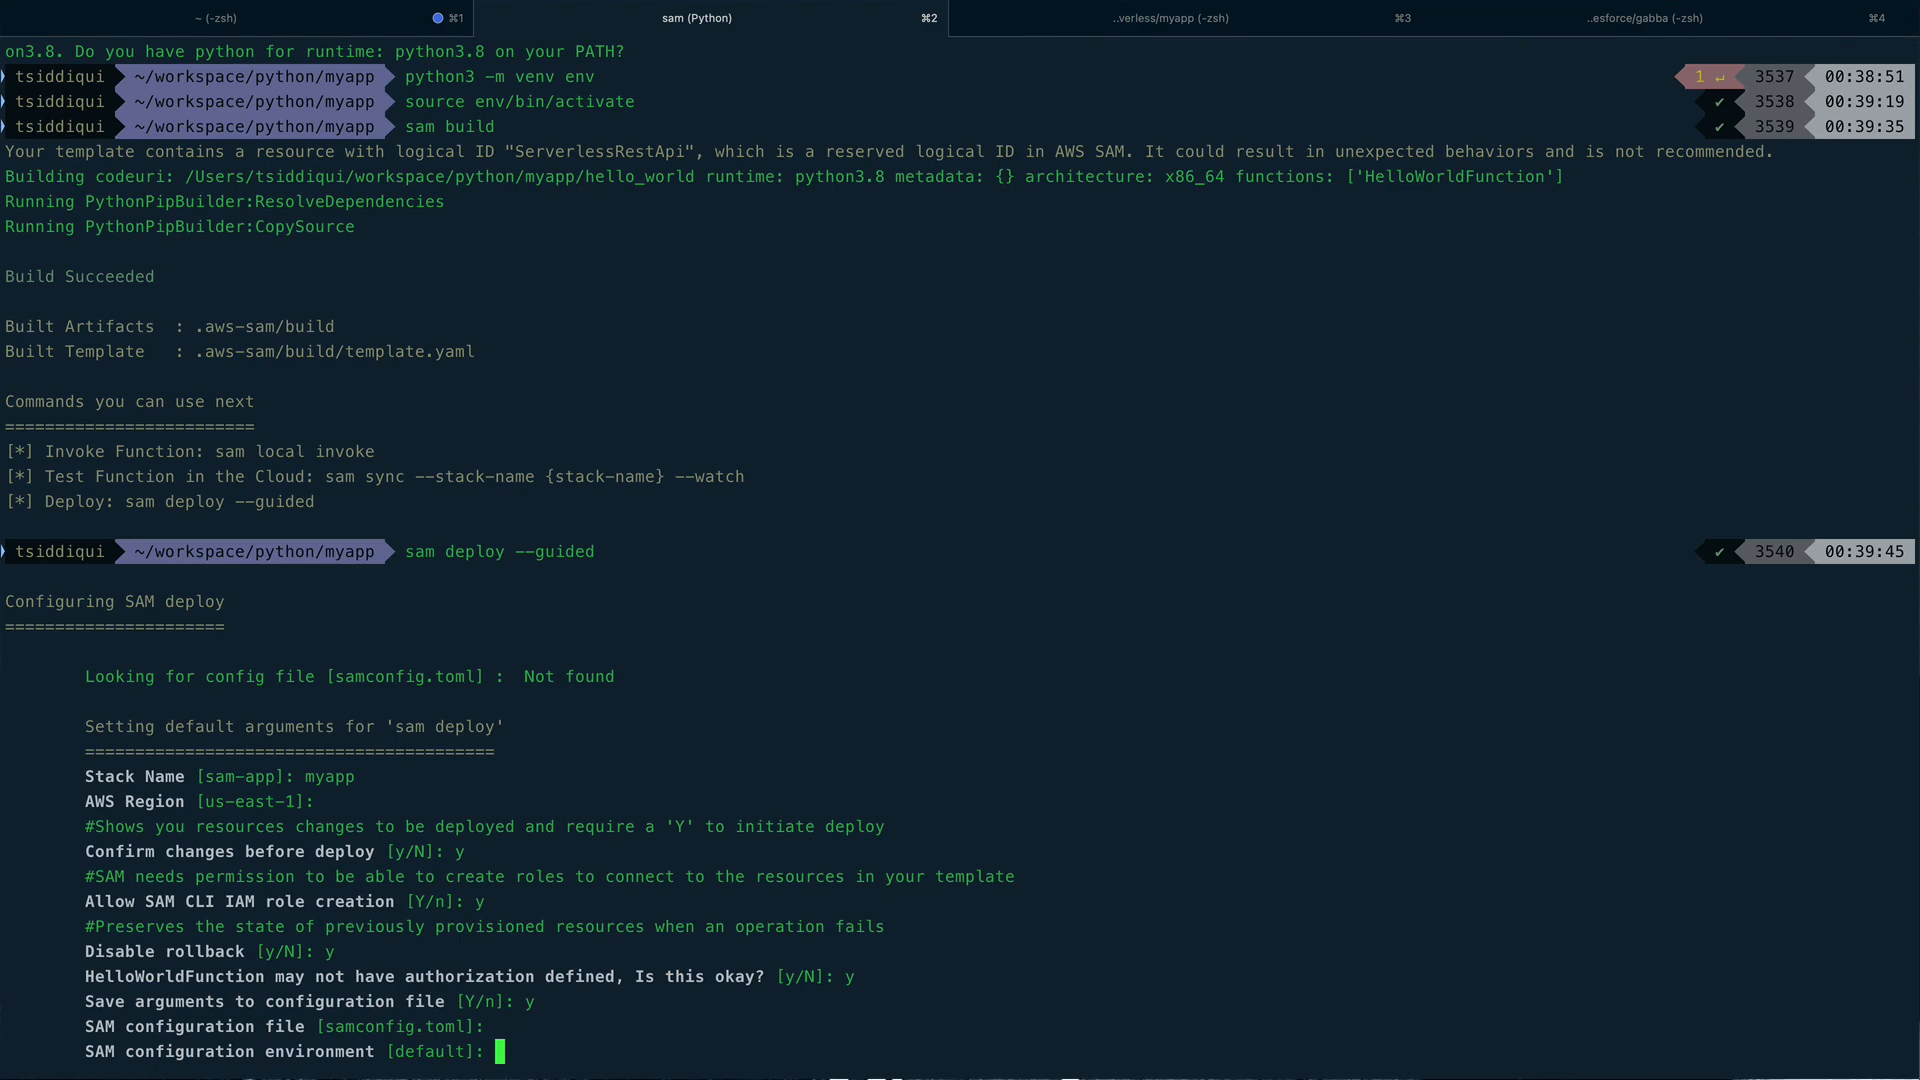 ~ (-zsh) ⌘1 sam (Python) ⌘2 ..verless/myapp (-zsh) ⌘3 ..esforce/gabba (-zsh) ⌘4
on3.8. Do you have python for runtime: python3.8 on your PATH?
tsiddiqui ~/workspace/python/myapp python3 -m venv env 1 ↵ 3537 00:38:51
tsiddiqui ~/workspace/python/myapp source env/bin/activate ✔ 3538 00:39:19
tsiddiqui ~/workspace/python/myapp sam build ✔ 3539 00:39:35
Your template contains a resource with logical ID "ServerlessRestApi", which is a reserved logical ID in AWS SAM. It could result in unexpected behaviors and is not recommended.
Building codeuri: /Users/tsiddiqui/workspace/python/myapp/hello_world runtime: python3.8 metadata: {} architecture: x86_64 functions: ['HelloWorldFunction']
Running PythonPipBuilder:ResolveDependencies
Running PythonPipBuilder:CopySource
Build Succeeded
Built Artifacts  : .aws-sam/build
Built Template   : .aws-sam/build/template.yaml
Commands you can use next
=========================
[*] Invoke Function: sam local invoke
[*] Test Function in the Cloud: sam sync --stack-name {stack-name} --watch
[*] Deploy: sam deploy --guided
tsiddiqui ~/workspace/python/myapp sam deploy --guided ✔ 3540 00:39:45
Configuring SAM deploy
======================
Looking for config file [samconfig.toml] :  Not found
Setting default arguments for 'sam deploy'
=========================================
Stack Name [sam-app]: myapp
AWS Region [us-east-1]:
#Shows you resources changes to be deployed and require a 'Y' to initiate deploy
Confirm changes before deploy [y/N]: y
#SAM needs permission to be able to create roles to connect to the resources in your template
Allow SAM CLI IAM role creation [Y/n]: y
#Preserves the state of previously provisioned resources when an operation fails
Disable rollback [y/N]: y
HelloWorldFunction may not have authorization defined, Is this okay? [y/N]: y
Save arguments to configuration file [Y/n]: y
SAM configuration file [samconfig.toml]:
SAM configuration environment [default]: